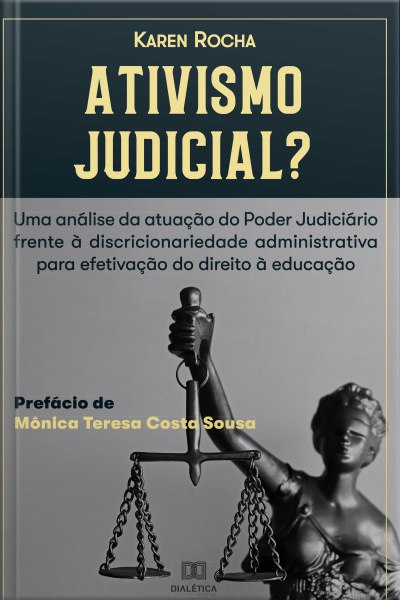 KAREN ROCHA
ATIVISMO
JUDICIAL?
Uma análise da atuação do Poder Judiciário
frente à discricionariedade administrativa
para efetivação do direito à educação
Prefácio de
Mônica Teresa Costa Sousa
DIALÉTICA